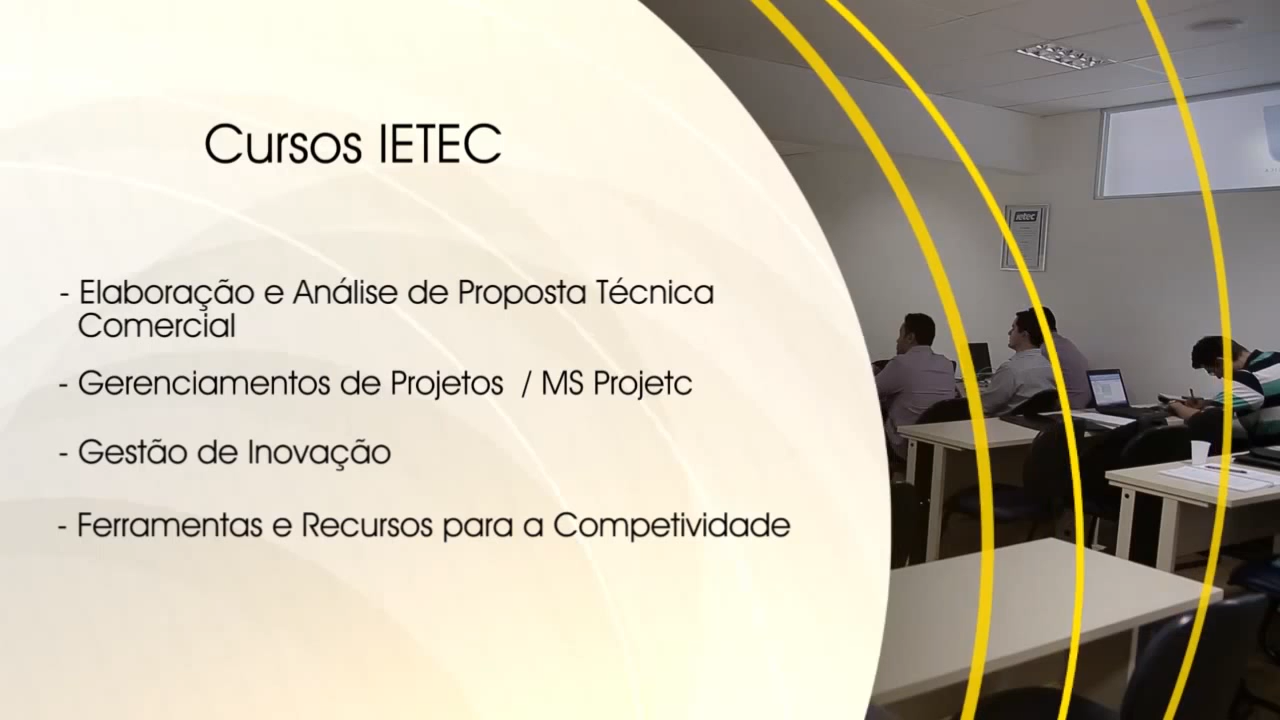 Cursos IETEC
- Elaboração e Análise de Proposta Técnica
Comercial
- Gerenciamentos de Projetos / MS Projetc
- Gestão de Inovação
- Ferramentas e Recursos para a Competividade
ietec